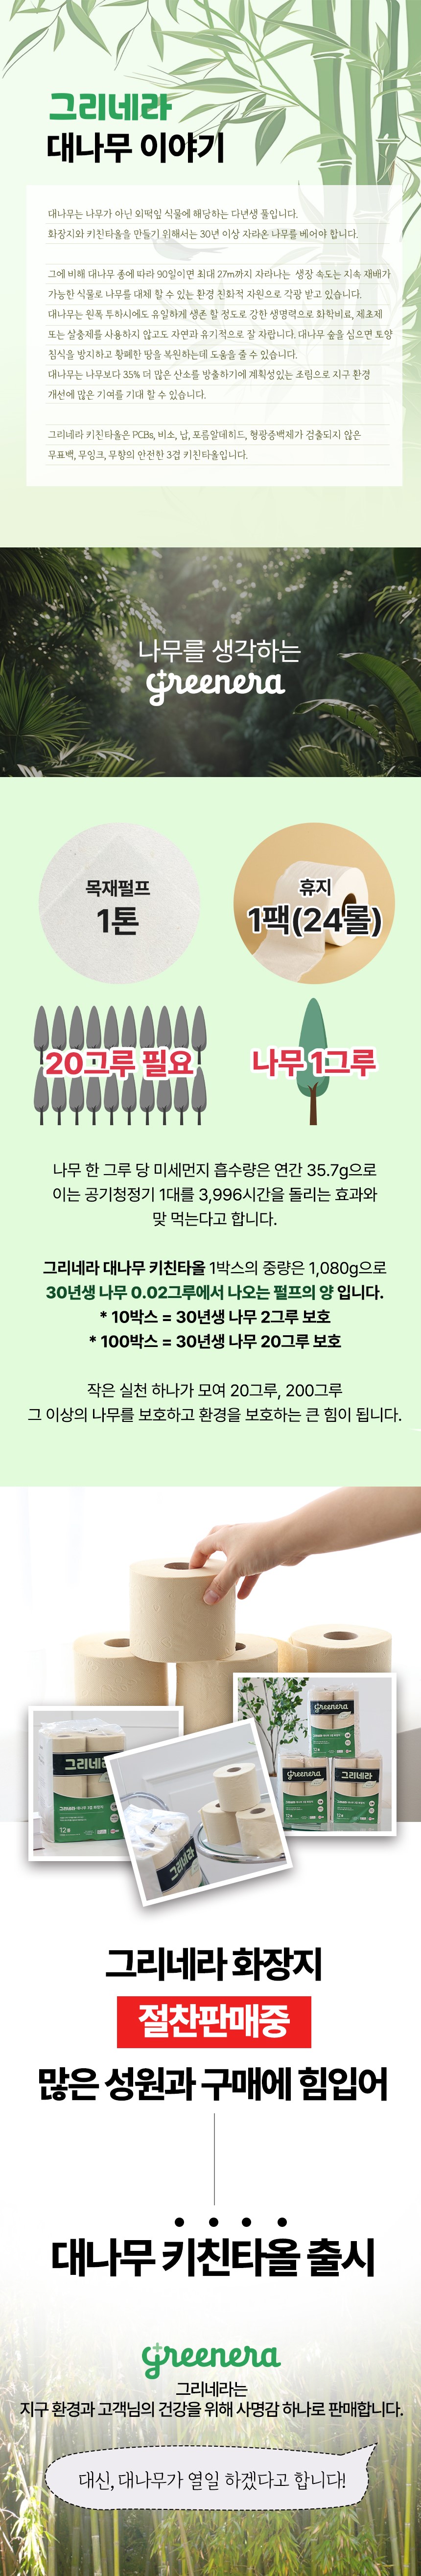 그리네라
대나무 이야기
대나무는 나무가 아닌 외떡잎 식물에 해당하는 다년생 풀입니다.
화장지와 키친타올을 만들기 위해서는 30년 이상 자라온 나무를 베어야 합니다.
그에 비해 대나무 종에 따라 90일이면 최대 27m까지 자라나는 생장 속도는 지속 재배가
가능한 식물로 나무를 대체 할 수 있는 환경 친화적 자원으로 각광 받고 있습니다.
대나무는 원폭 투하시에도 유일하게 생존 할 정도로 강한 생명력으로 화학비료, 제초제
또는 살충제를 사용하지 않고도 자연과 유기적으로 잘 자랍니다. 대나무 숲을 심으면 토양
침식을 방지하고 황폐한 땅을 복원하는데 도움을 줄 수 있습니다.
대나무는 나무보다 35% 더 많은 산소를 방출하기에 계획성있는 조림으로 지구 환경
개선에 많은 기여를 기대 할 수 있습니다.
그리네라 키친타올은 PCBs, 비소, 납, 포름알데히드, 형광증백제가 검출되지 않은
무표백, 무잉크, 무향의 안전한 3겹 키친타올입니다.
나무를 생각하는
greenera
목재펄프
1톤
휴지
1팩(24롤)
20그루 필요
나무 1그루
나무 한 그루 당 미세먼지 흡수량은 연간 35.7g으로
이는 공기청정기 1대를 3,996시간을 돌리는 효과와
맞 먹는다고 합니다.
그리네라 대나무 키친타올 1박스의 중량은 1,080g으로
30년생 나무 0.02그루에서 나오는 펄프의 양 입니다.
* 10박스 = 30년생 나무 2그루 보호
* 100박스 = 30년생 나무 20그루 보호
작은 실천 하나가 모여 20그루, 200그루
그 이상의 나무를 보호하고 환경을 보호하는 큰 힘이 됩니다.
greenera
그리네라
12롤
그리네라
greenera
그리네라
그리네라 화장지
절찬판매중
많은 성원과 구매에 힘입어
대나무 키친타올 출시
greenera
그리네라는
지구 환경과 고객님의 건강을 위해 사명감 하나로 판매합니다.
대신, 대나무가 열일 하겠다고 합니다!